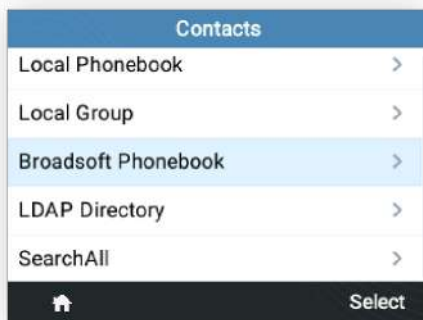 Contacts
Local Phonebook
Local Group
Broadsoft Phonebook
LDAP Directory
SearchAll
Select